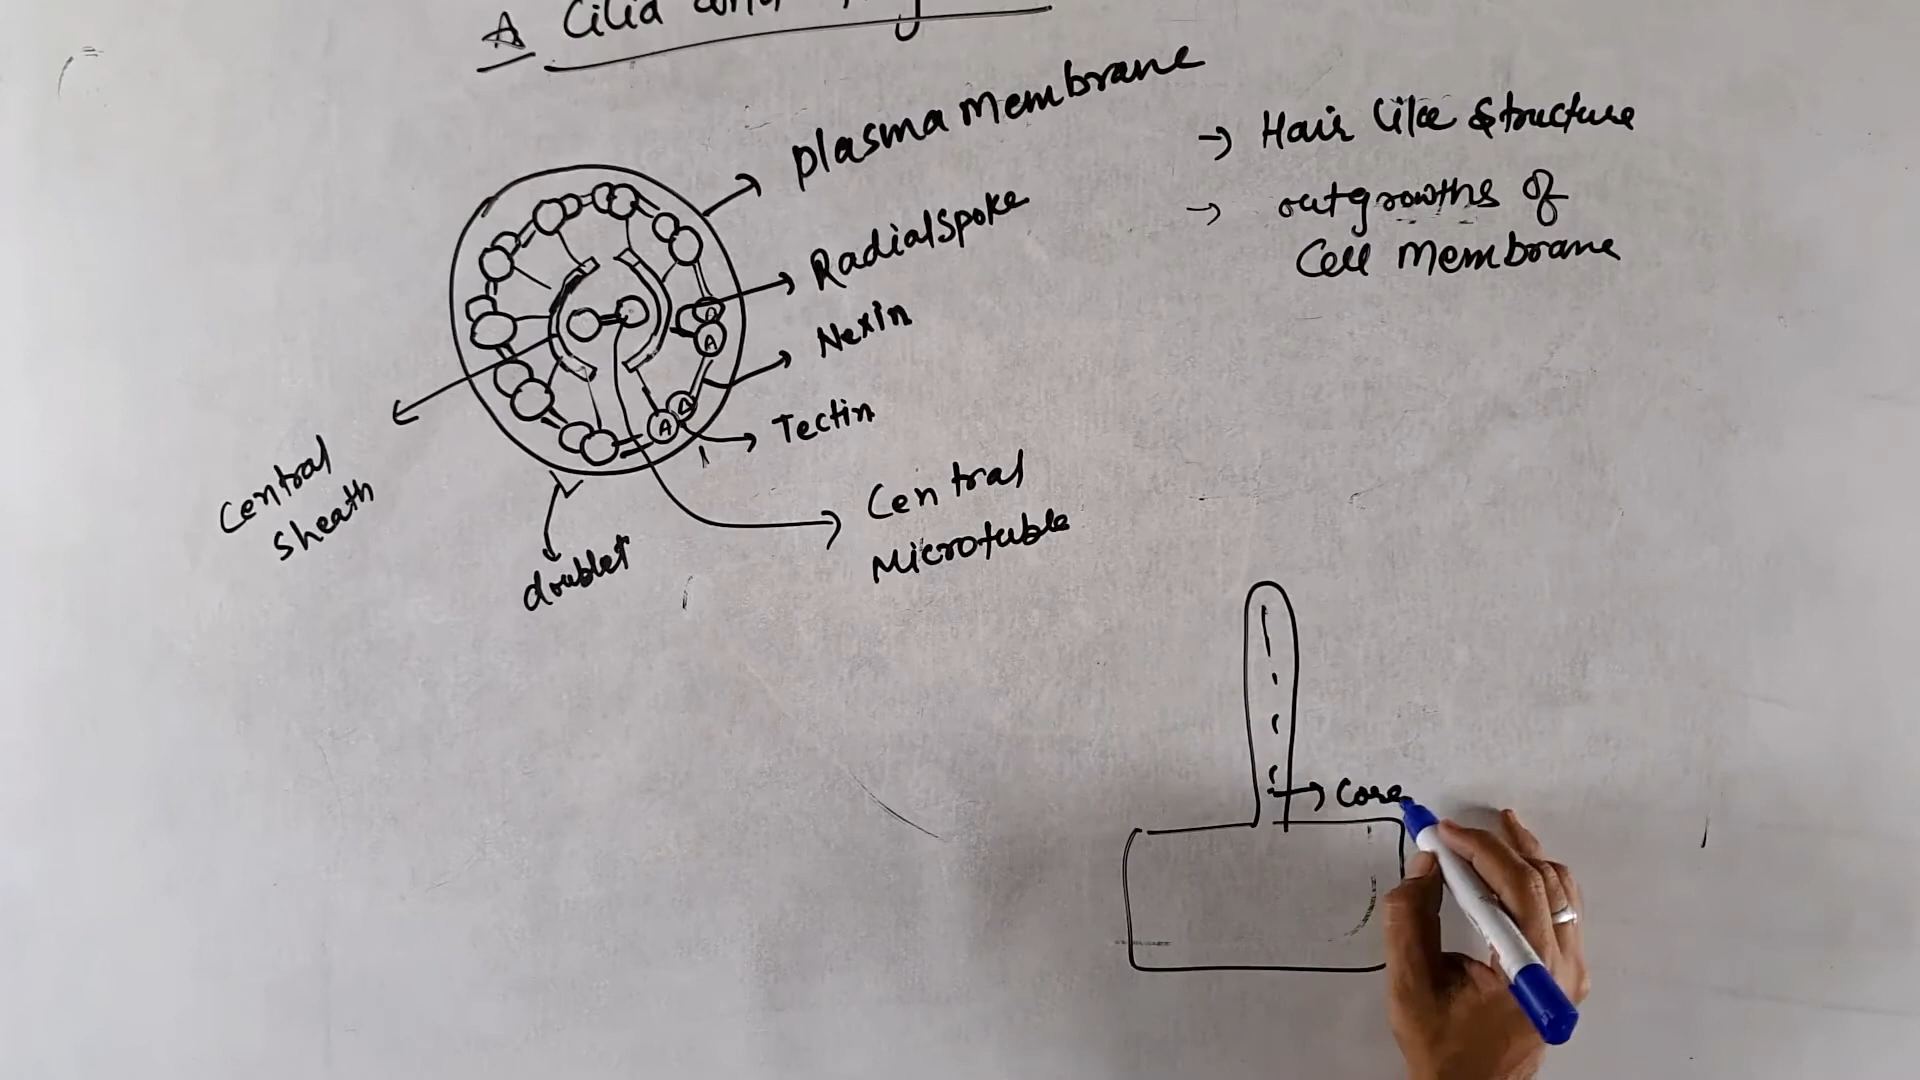 Cilia and
plasma membrane
Radialspoke
Nexin
Tectin
Central
Microtuble
doublet
Central
Sheath
A
A
A
A
→ Hair like structure
→ outgrowths of
Cell membrane
→ Core